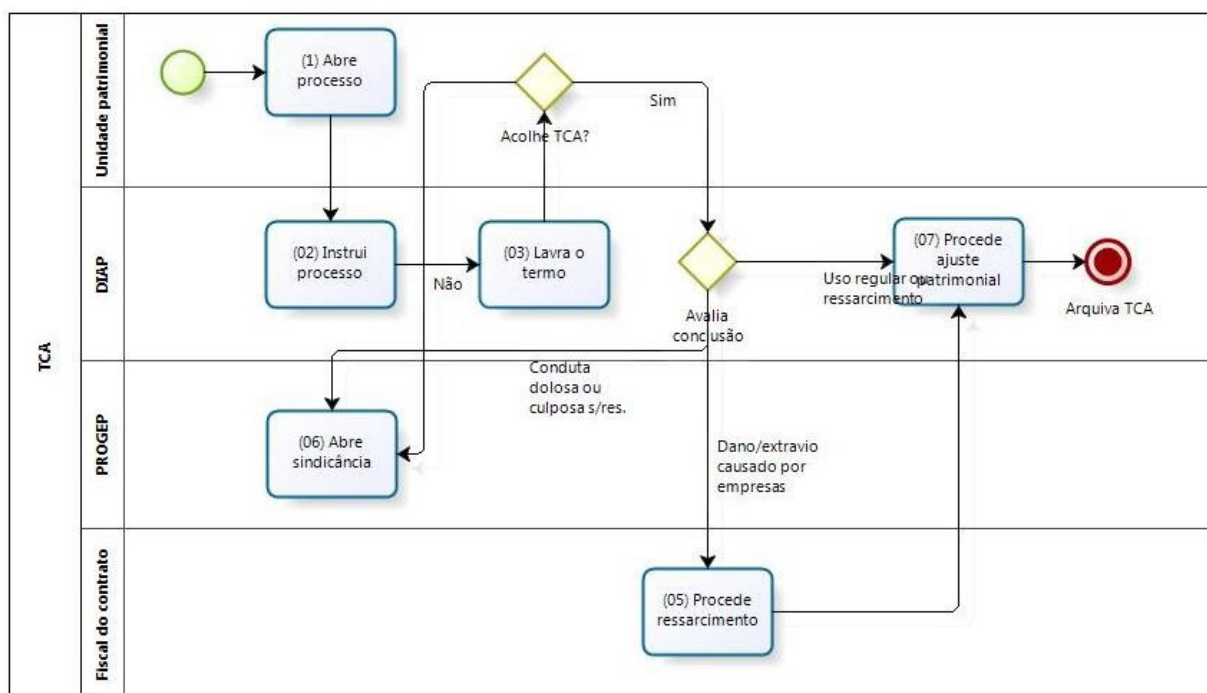 TCA
Unidade patrimonial
(1) Abre
processo
Acolhe TCA?
Sim
DIAP
(02) Instrui
processo
Não
(03) Lavra o
termo
Avalia
conclusão
Uso regular ou
ressarcimento
(07) Procede
ajuste
patrimonial
Arquiva TCA
PROGEP
(06) Abre
sindicância
Conduta
dolosa ou
culposa s/res.
Dano/extravio
causado por
empresas
Fiscal do contrato
(05) Procede
ressarcimento